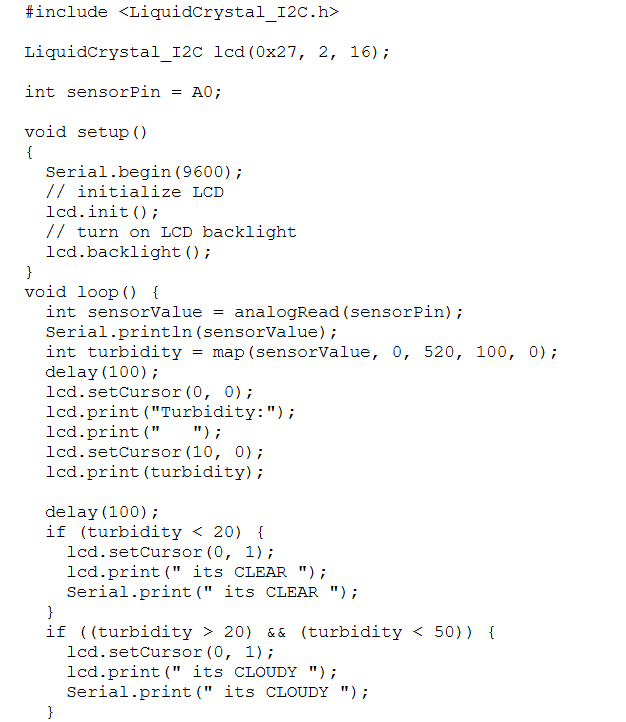 #include <LiquidCrystal_I2C.h>
LiquidCrystal_I2C lcd(0x27, 2, 16);
int sensorPin = A0;
void setup()
{
  Serial.begin(9600);
  // initialize LCD
  lcd.init();
  // turn on LCD backlight
  lcd.backlight();
}
void loop() {
  int sensorValue = analogRead(sensorPin);
  Serial.println(sensorValue);
  int turbidity = map(sensorValue, 0, 520, 100, 0);
  delay(100);
  lcd.setCursor(0, 0);
  lcd.print("Turbidity:");
  lcd.print("   ");
  lcd.setCursor(10, 0);
  lcd.print(turbidity);
  delay(100);
  if (turbidity < 20) {
    lcd.setCursor(0, 1);
    lcd.print(" its CLEAR ");
    Serial.print(" its CLEAR ");
  }
  if ((turbidity > 20) && (turbidity < 50)) {
    lcd.setCursor(0, 1);
    lcd.print(" its CLOUDY ");
    Serial.print(" its CLOUDY ");
  }